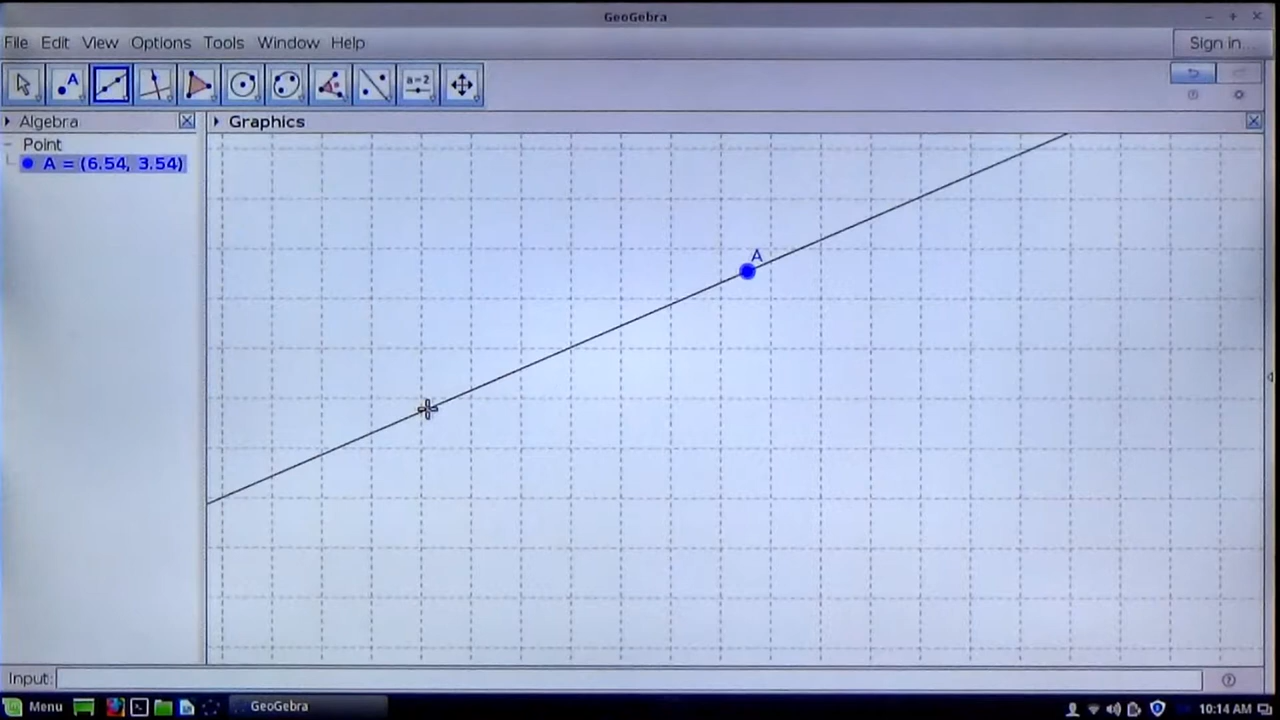 GeoGebra
File Edit View Options Tools Window Help
Sign in...
A
a=2
Algebra
Graphics
Point
A = (6.54, 3.54)
A
Input:
Menu
GeoGebra
10:14 AM